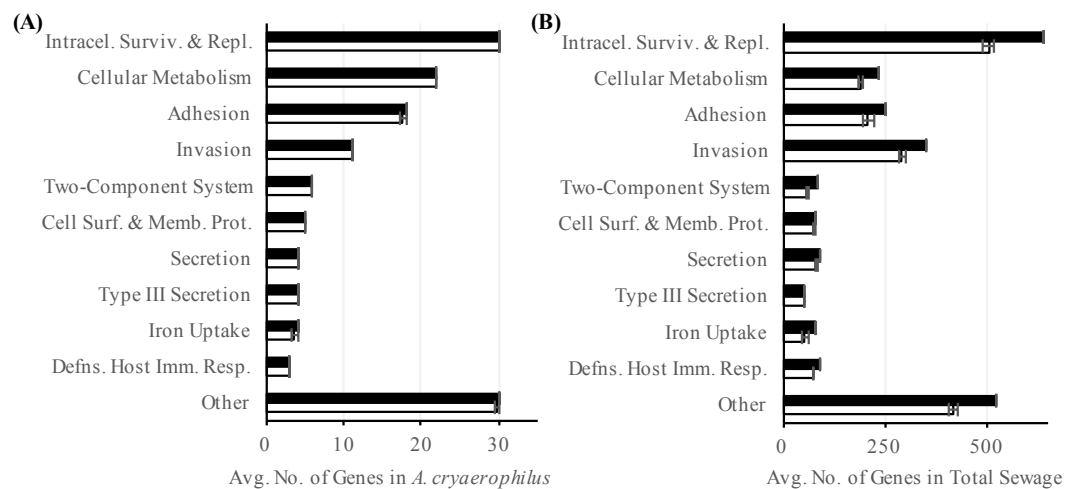 (A)
Intracel. Surviv. & Repl.
Cellular Metabolism
Adhesion
Invasion
Two-Component System
Cell Surf. & Memb. Prot.
Secretion
Type III Secretion
Iron Uptake
Defns. Host Imm. Resp.
Other
0 10 20 30
Avg. No. of Genes in A. cryaerophilus
(B)
Intracel. Surviv. & Repl.
Cellular Metabolism
Adhesion
Invasion
Two-Component System
Cell Surf. & Memb. Prot.
Secretion
Type III Secretion
Iron Uptake
Defns. Host Imm. Resp.
Other
0 250 500
Avg. No. of Genes in Total Sewage